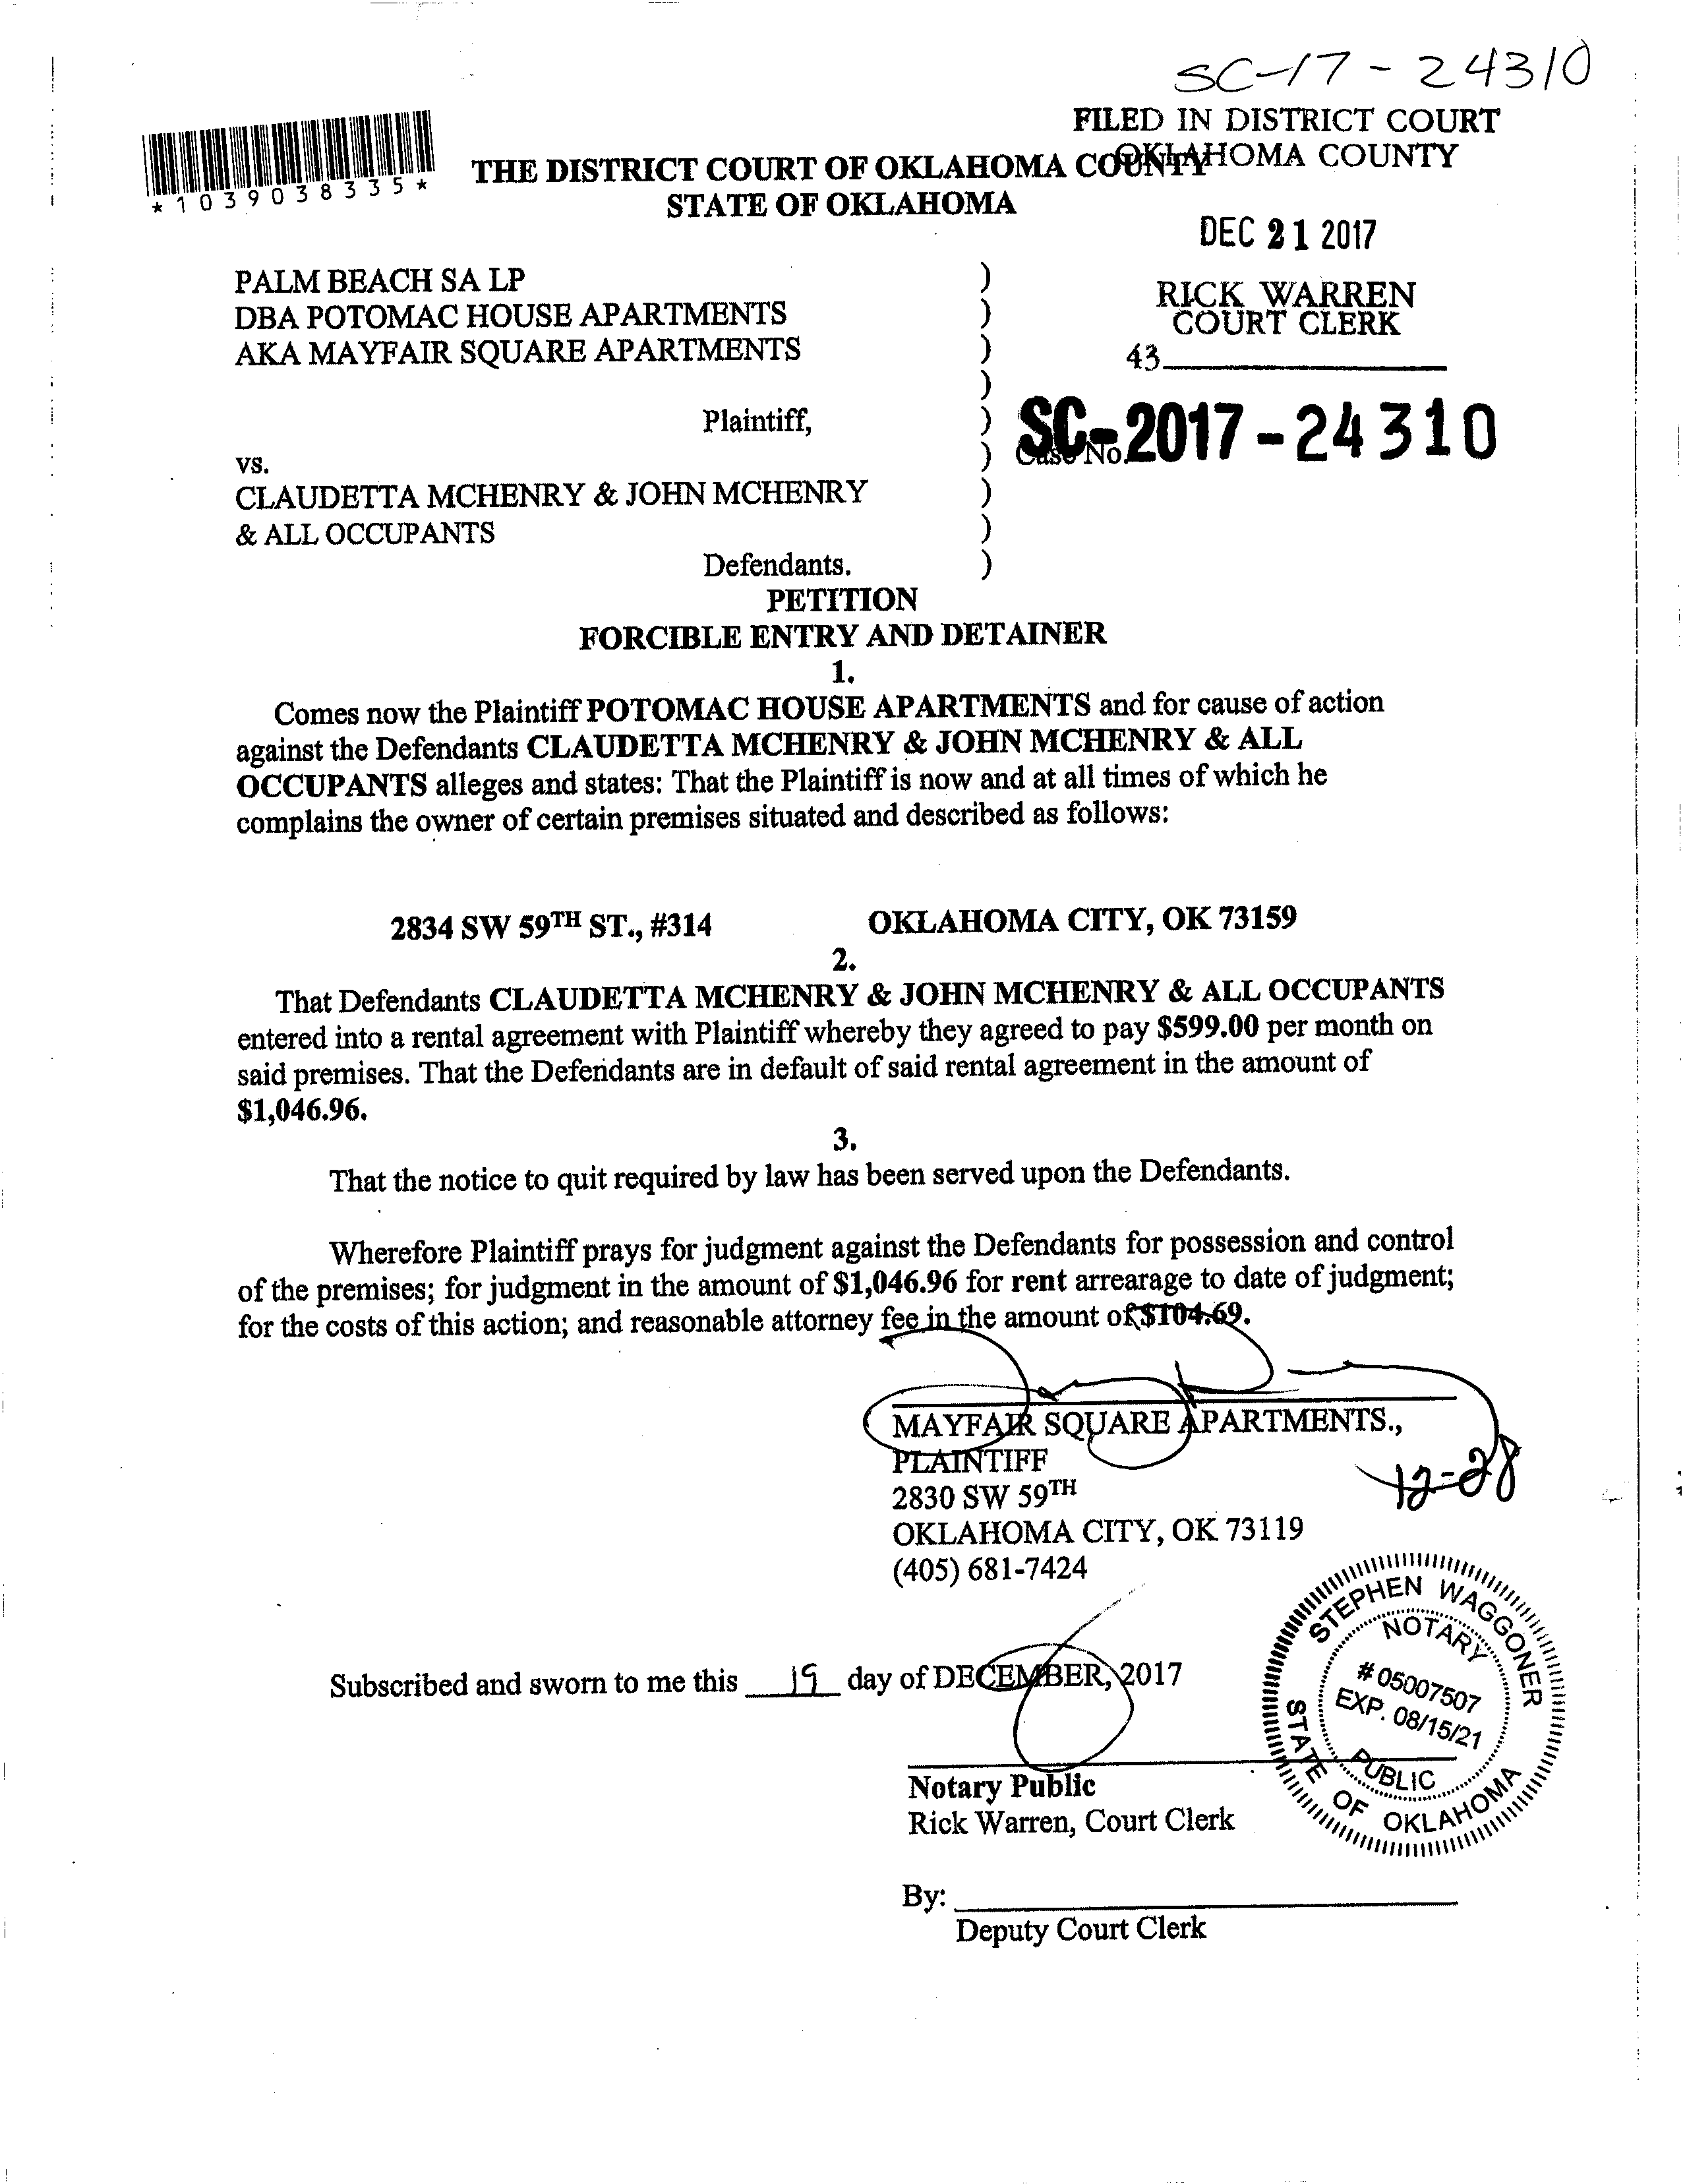 SC-17-24310
FILED IN DISTRICT COURT
OKLAHOMA COUNTY
*1039038335*
THE DISTRICT COURT OF OKLAHOMA COUNTY
STATE OF OKLAHOMA
DEC 21 2017
PALM BEACH SA LP )
DBA POTOMAC HOUSE APARTMENTS )
AKA MAYFAIR SQUARE APARTMENTS )
)
RICK WARREN
COURT CLERK
43
Plaintiff, )
SC-2017-24310
Case No.
vs. )
CLAUDETTA MCHENRY & JOHN MCHENRY )
& ALL OCCUPANTS )
Defendants. )
PETITION
FORCIBLE ENTRY AND DETAINER
1.
Comes now the Plaintiff POTOMAC HOUSE APARTMENTS and for cause of action
against the Defendants CLAUDETTA MCHENRY & JOHN MCHENRY & ALL
OCCUPANTS alleges and states: That the Plaintiff is now and at all times of which he
complains the owner of certain premises situated and described as follows:
2834 SW 59TH ST., #314 OKLAHOMA CITY, OK 73159
2.
That Defendants CLAUDETTA MCHENRY & JOHN MCHENRY & ALL OCCUPANTS
entered into a rental agreement with Plaintiff whereby they agreed to pay $599.00 per month on
said premises. That the Defendants are in default of said rental agreement in the amount of
$1,046.96.
3.
That the notice to quit required by law has been served upon the Defendants.
Wherefore Plaintiff prays for judgment against the Defendants for possession and control
of the premises; for judgment in the amount of $1,046.96 for rent arrearage to date of judgment;
for the costs of this action; and reasonable attorney fee in the amount of $104.69.
MAYFAIR SQUARE APARTMENTS.,
PLAINTIFF
12-28
2830 SW 59TH
OKLAHOMA CITY, OK 73119
(405) 681-7424
Subscribed and sworn to me this 19 day of DECEMBER, 2017
STEPHEN WAGGONER
NOTARY
# 05007507
EXP. 08/15/21
PUBLIC
STATE OF OKLAHOMA
Notary Public
Rick Warren, Court Clerk
By:
Deputy Court Clerk